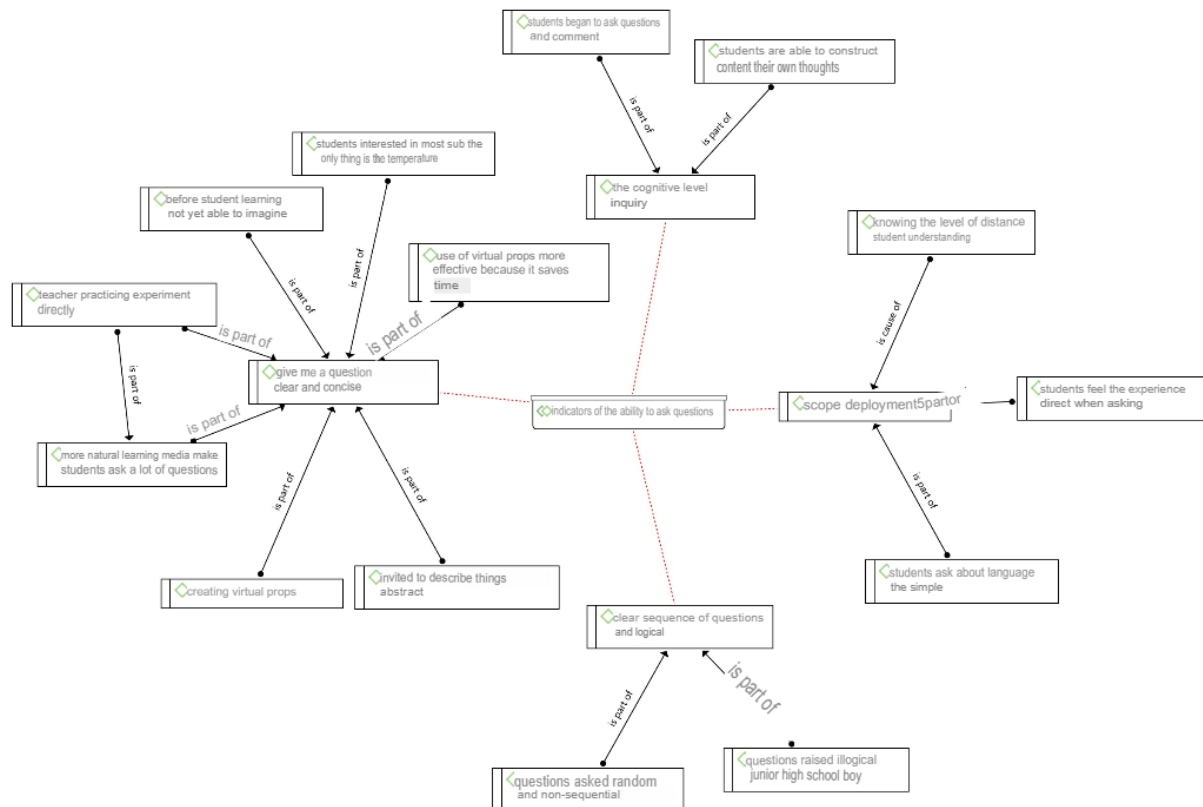 students began to ask questions
and comment
students are able to construct
content their own thoughts
is part of
is part of
students interested in most sub the
only thing is the temperature
the cognitive level
inquiry
before student learning
not yet able to imagine
knowing the level of distance
student understanding
is part of
use of virtual props more
effective because it saves
time
is part of
teacher practicing experiment
directly
is part of
is part of
is cause of
is part of
give me a question
clear and concise
indicators of the ability to ask questions
scope deployment5partor
students feel the experience
direct when asking
is part of
more natural learning media make
students ask a lot of questions
is part of
is part of
is part of
creating virtual props
invited to describe things
abstract
students ask about language
the simple
clear sequence of questions
and logical
is part of
is part of
questions asked random
and non-sequential
questions raised illogical
junior high school boy